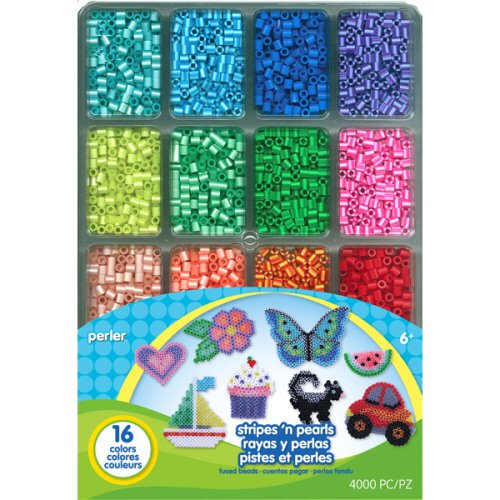 perler
6+
16
colors
colores
couleurs
stripes 'n pearls
rayas y perlas
pistes et perles
fused beads • cuentas pegar • perles fondu
4000 PC/PZ